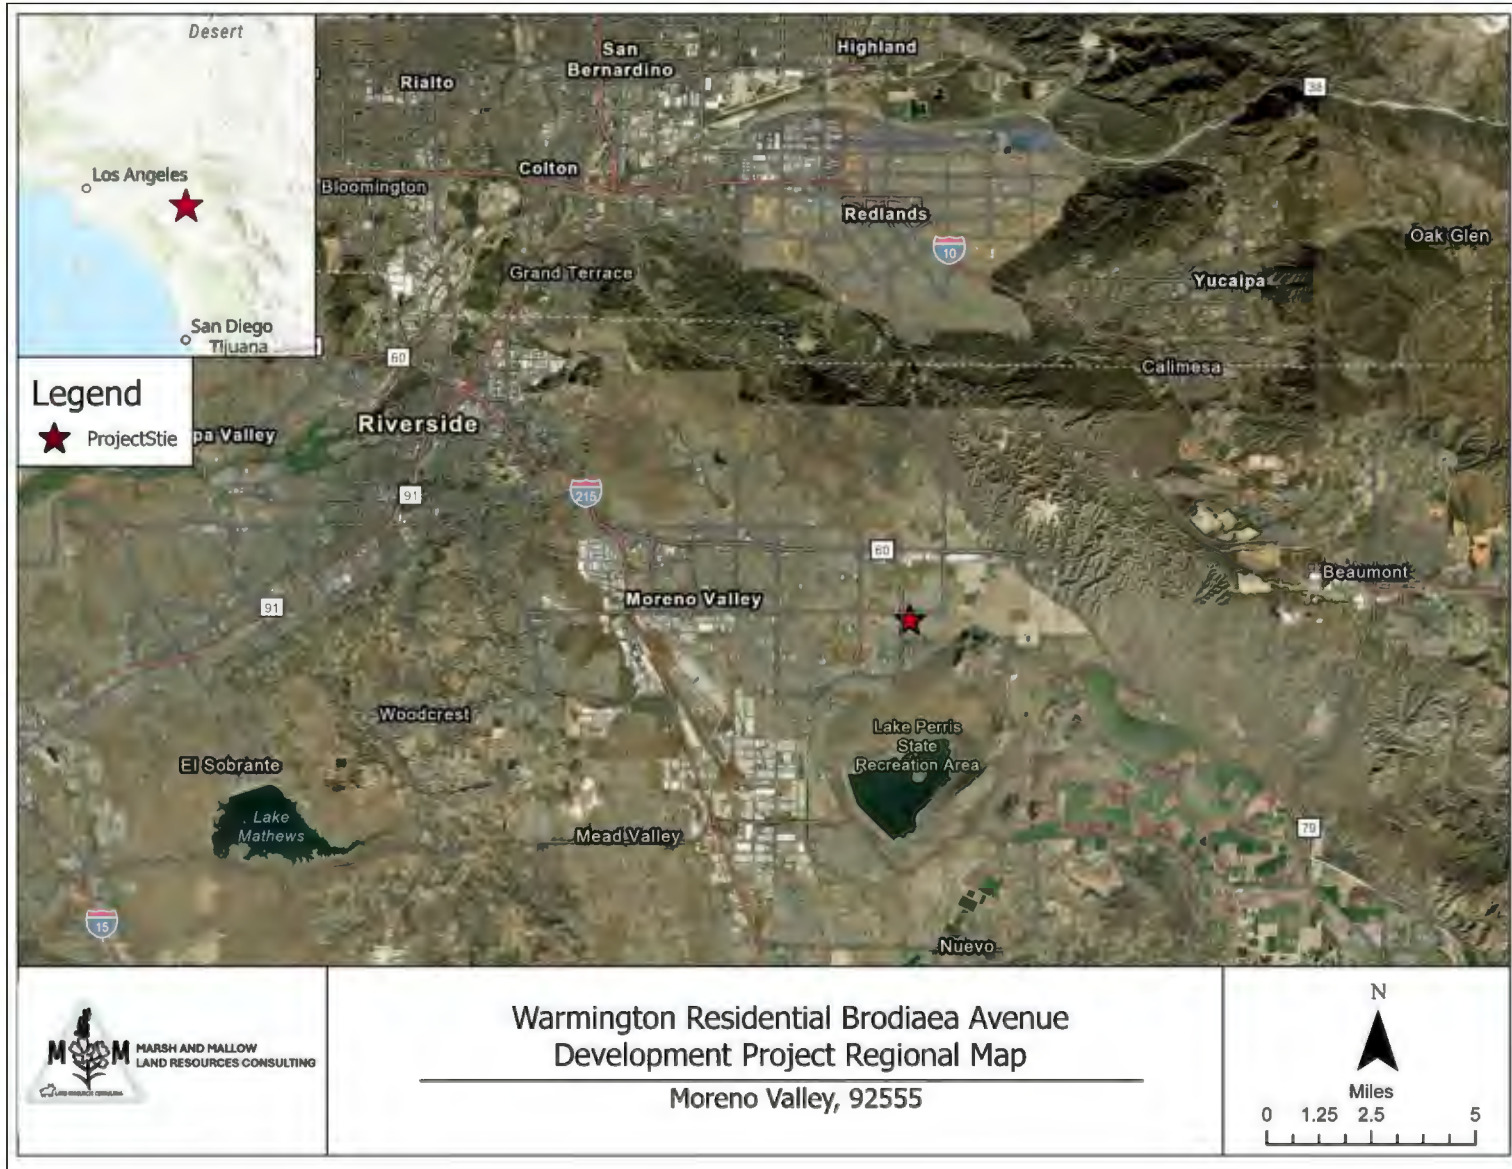 Desert
Los Angeles
San Diego
Tijuana
Legend
ProjectStie
San
Bernardino
Highland
Rialto
38
Colton
Bloomington
Redlands
10
Oak Glen
Grand Terrace
Yucaipa
60
Calimesa
Riverside
pa Valley
91
215
60
Beaumont
91
Moreno Valley
Woodcrest
Lake Perris
State
Recreation Area
El Sobrante
Lake
Mathews
Mead Valley
79
15
Nuevo
M M MARSH AND MALLOW
LAND RESOURCES CONSULTING
Warmington Residential Brodiaea Avenue
Development Project Regional Map
Moreno Valley, 92555
N
Miles
0 1.25 2.5 5